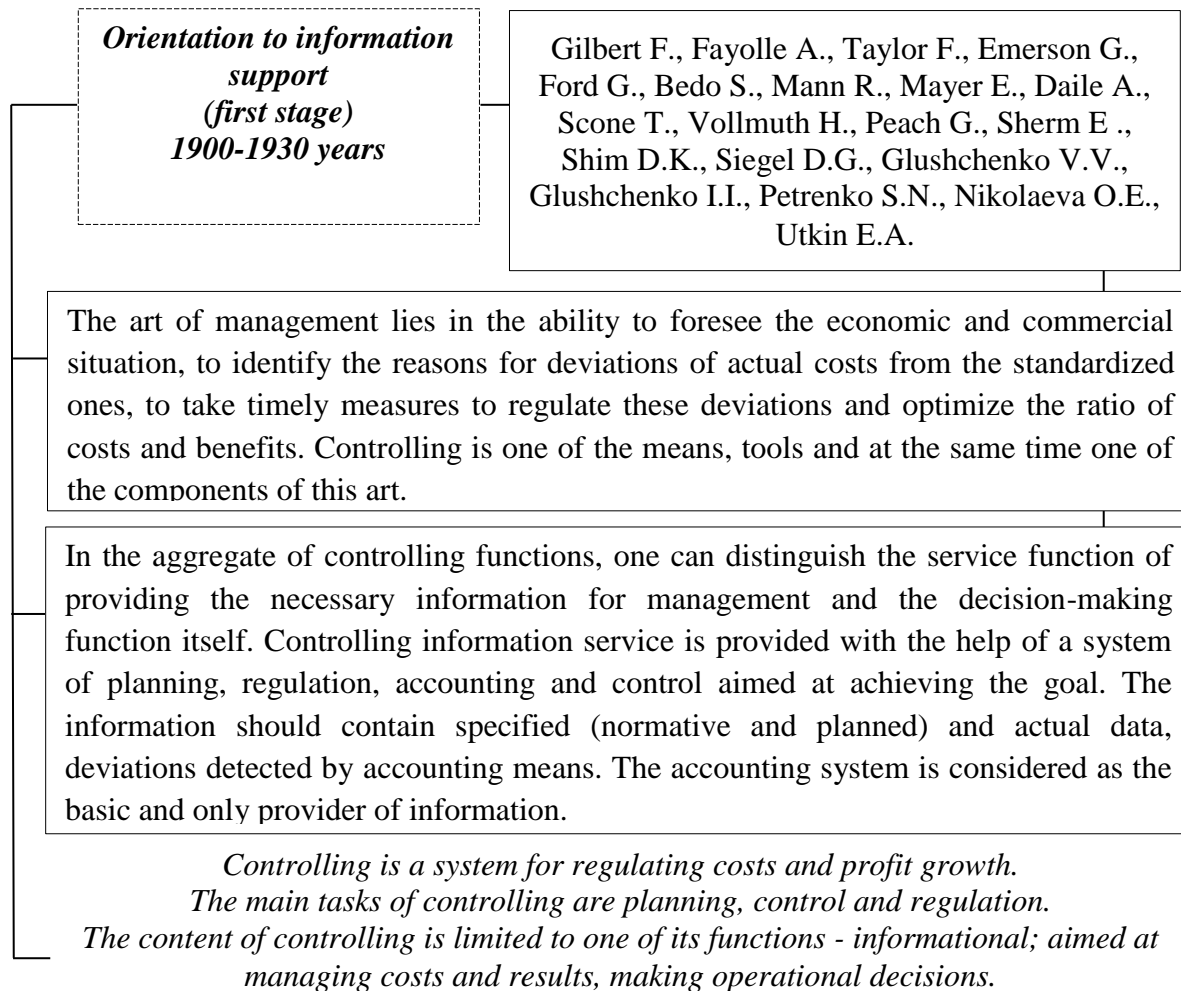 Orientation to information
support
(first stage)
1900-1930 years
Gilbert F., Fayolle A., Taylor F., Emerson G.,
Ford G., Bedo S., Mann R., Mayer E., Daile A.,
Scone T., Vollmuth H., Peach G., Sherm E .,
Shim D.K., Siegel D.G., Glushchenko V.V.,
Glushchenko I.I., Petrenko S.N., Nikolaeva O.E.,
Utkin E.A.
The art of management lies in the ability to foresee the economic and commercial
situation, to identify the reasons for deviations of actual costs from the standardized
ones, to take timely measures to regulate these deviations and optimize the ratio of
costs and benefits. Controlling is one of the means, tools and at the same time one of
the components of this art.
In the aggregate of controlling functions, one can distinguish the service function of
providing the necessary information for management and the decision-making
function itself. Controlling information service is provided with the help of a system
of planning, regulation, accounting and control aimed at achieving the goal. The
information should contain specified (normative and planned) and actual data,
deviations detected by accounting means. The accounting system is considered as the
basic and only provider of information.
Controlling is a system for regulating costs and profit growth.
The main tasks of controlling are planning, control and regulation.
The content of controlling is limited to one of its functions - informational; aimed at
managing costs and results, making operational decisions.